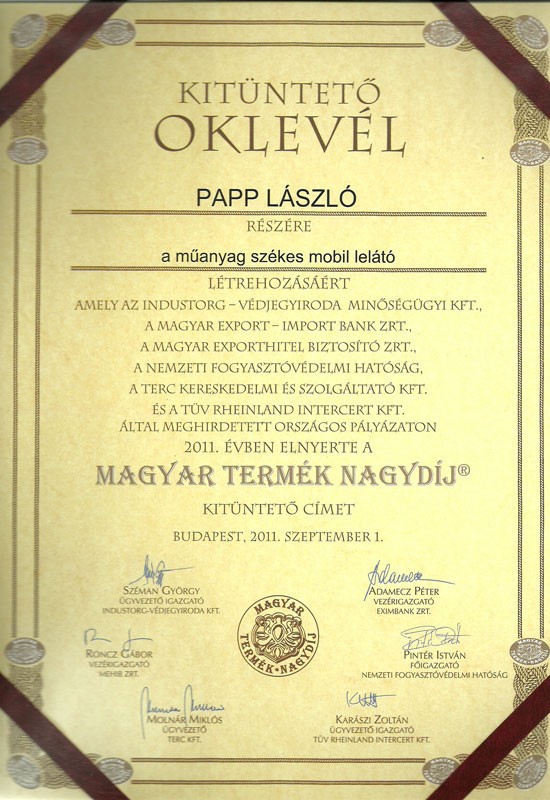 KITÜNTETŐ
OKLEVÉL
PAPP LÁSZLÓ
RÉSZÉRE
a műanyag székes mobil lelátó
LÉTREHOZÁSÁÉRT
AMELY AZ INDUSTORG – VÉDJEGYIRODA MINŐSÉGÜGYI KFT.,
A MAGYAR EXPORT – IMPORT BANK ZRT.,
A MAGYAR EXPORTHITEL BIZTOSÍTÓ ZRT.,
A NEMZETI FOGYASZTÓVÉDELMI HATÓSÁG,
A TERC KERESKEDELMI ÉS SZOLGÁLTATÓ KFT.
ÉS A TÜV RHEINLAND INTERCERT KFT.
ÁLTAL MEGHIRDETETT ORSZÁGOS PÁLYÁZATON
2011. ÉVBEN ELNYERTE A
MAGYAR TERMÉK NAGYDÍJ®
KITÜNTETŐ CÍMET
BUDAPEST, 2011. SZEPTEMBER 1.
SZÉMAN GYÖRGY
ÜGYVEZETŐ IGAZGATÓ
INDUSTORG-VÉDJEGYIRODA KFT.
ADAMECZ PÉTER
VEZÉRIGAZGATÓ
EXIMBANK ZRT.
MAGYAR
TERMÉK·NAGYDÍJ
RONCZ GÁBOR
VEZÉRIGAZGATÓ
MEHIB ZRT.
PINTÉR ISTVÁN
FŐIGAZGATÓ
NEMZETI FOGYASZTÓVÉDELMI HATÓSÁG
MOLNÁR MIKLÓS
ÜGYVEZETŐ
TERC KFT.
KARÁSZI ZOLTÁN
ÜGYVEZETŐ IGAZGATÓ
TÜV RHEINLAND INTERCERT KFT.